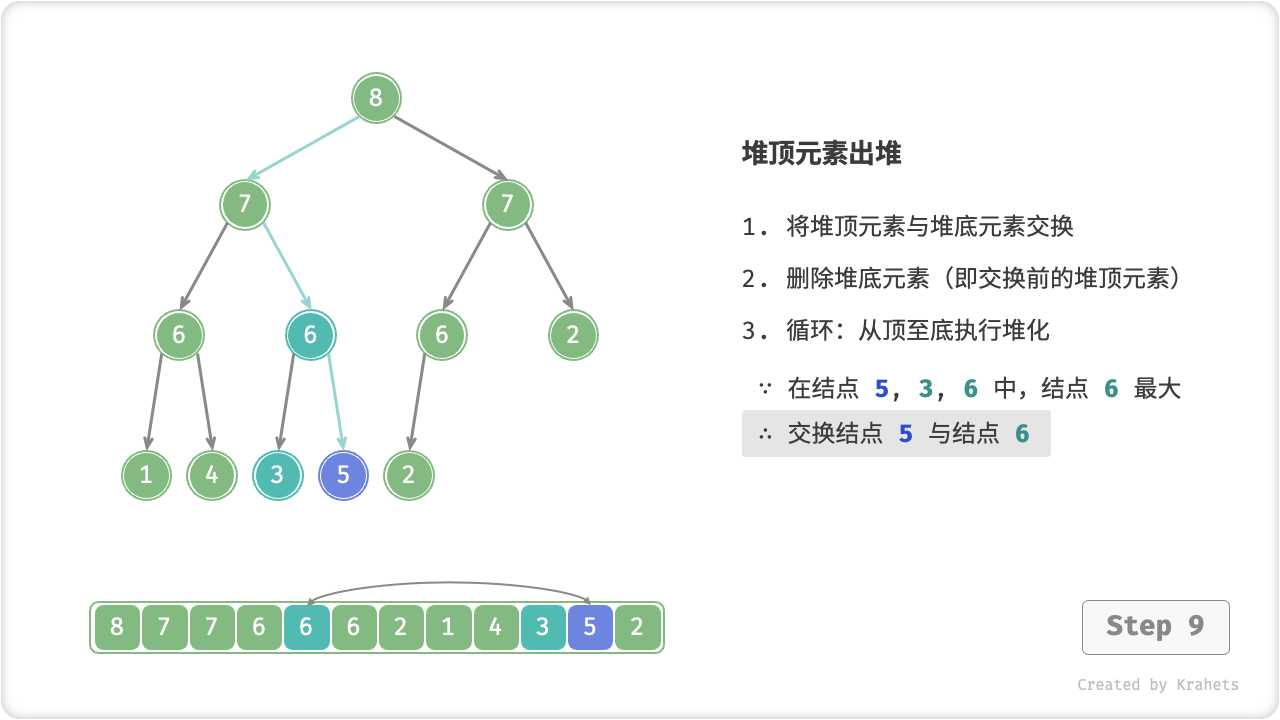 8
堆顶元素出堆
7 7
1. 将堆顶元素与堆底元素交换
2. 删除堆底元素（即交换前的堆顶元素）
6 6 6 2
3. 循环：从顶至底执行堆化
∵ 在结点 5, 3, 6 中，结点 6 最大
∴ 交换结点 5 与结点 6
1 4 3 5 2
8 7 7 6 6 6 2 1 4 3 5 2
Step 9
Created by Krahets